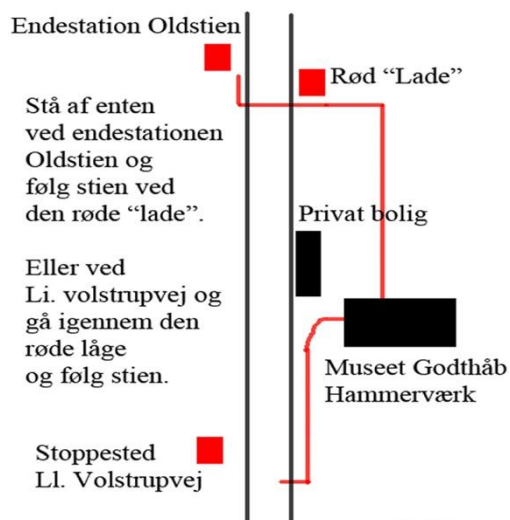 Endestation Oldstien
Rød “Lade”
Stå af enten
ved endestationen
Oldstien og
følg stien ved
den røde “lade”.
Privat bolig
Eller ved
Li. volstrupvej og
gå igennem den
røde låge
og følg stien.
Museet Godthåb
Hammerværk
Stoppested
Ll. Volstrupvej